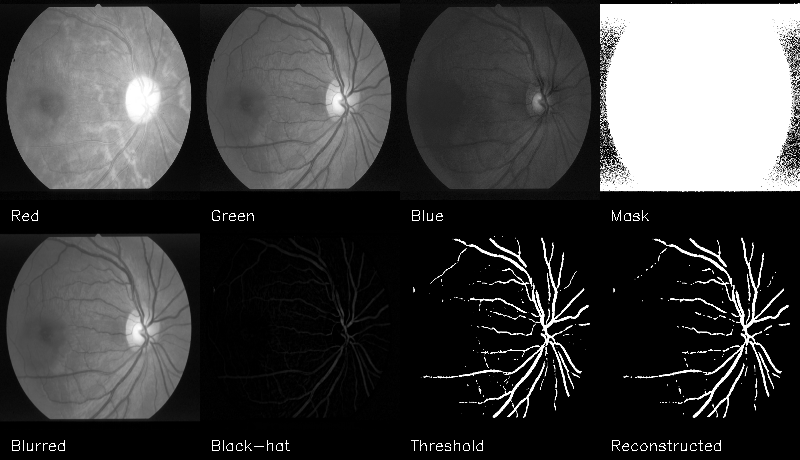 Red
Green
Blue
Mask
Blurred
Black-hat
Threshold
Reconstructed